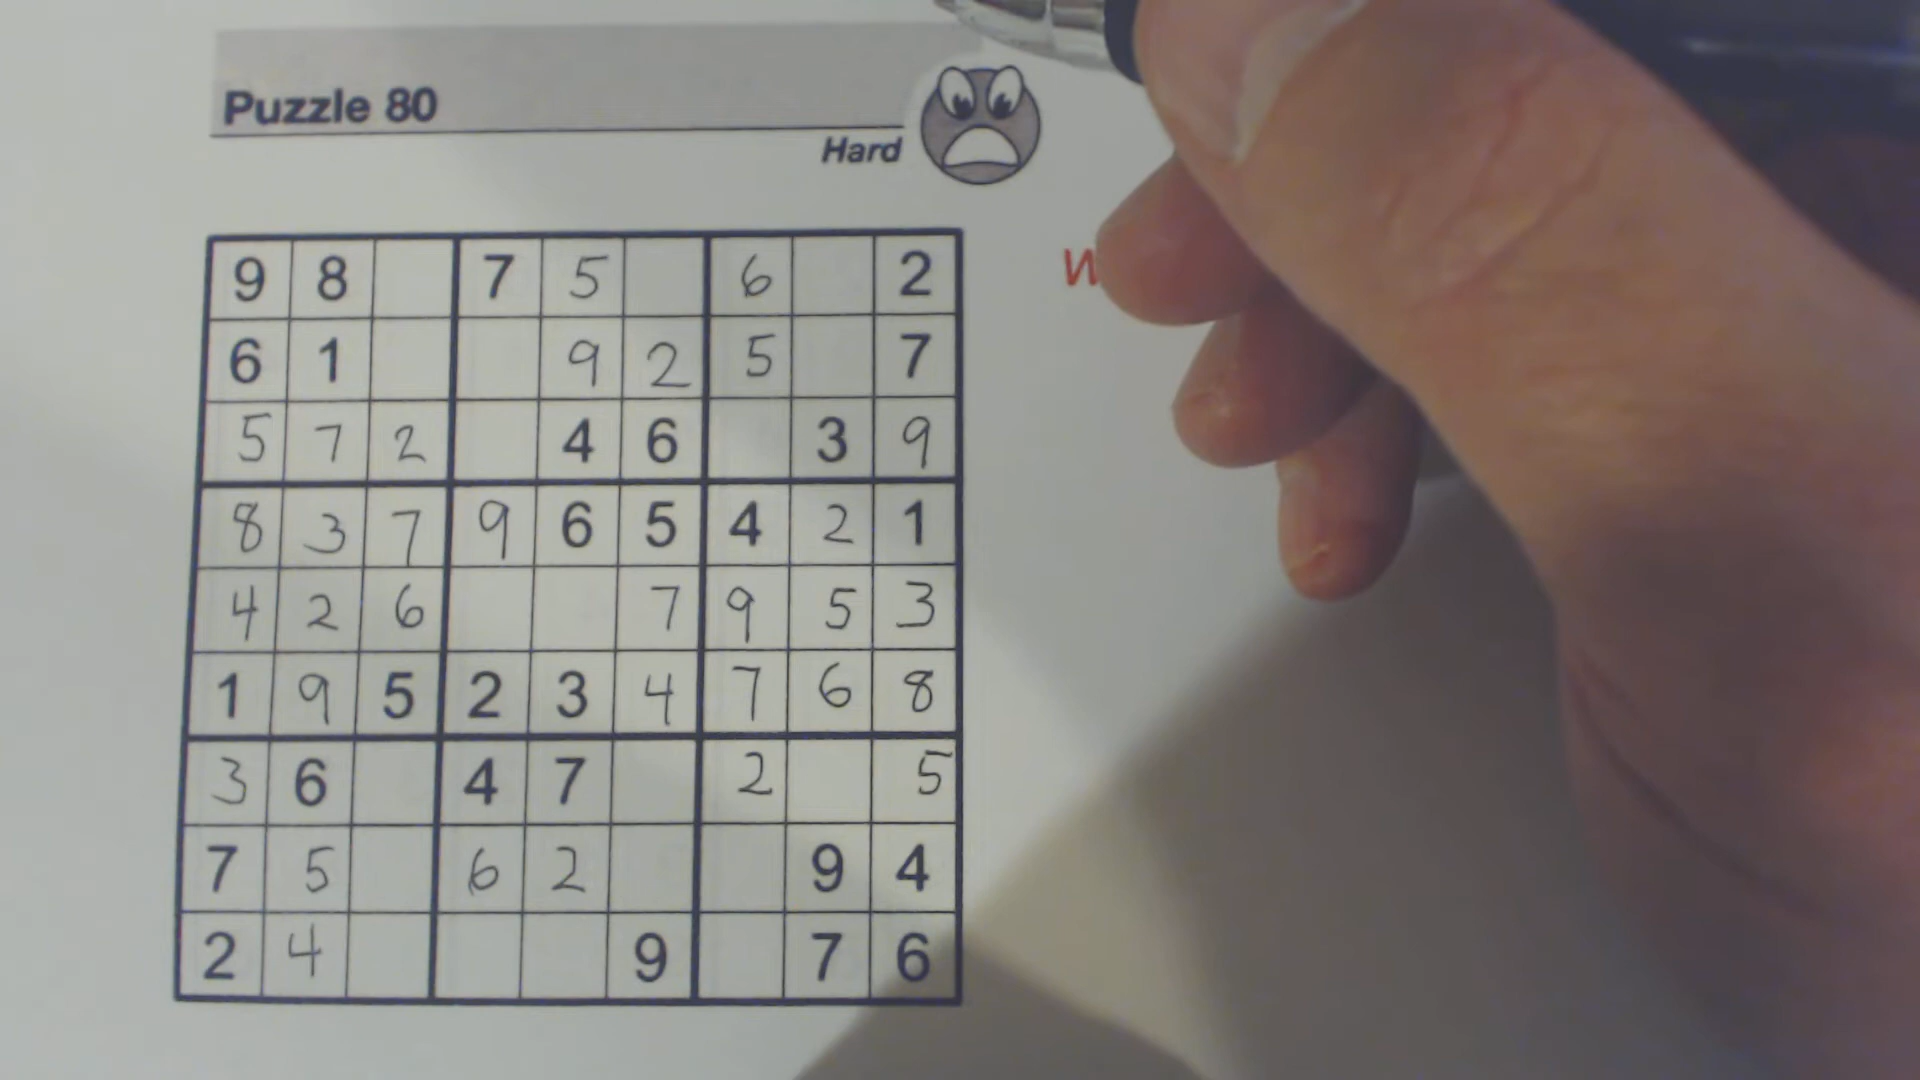 Puzzle 80
Hard
9 8 7 5 6 2
6 1 9 2 5 7
5 7 2 4 6 3 9
8 3 7 9 6 5 4 2 1
4 2 6 7 9 5 3
1 9 5 2 3 4 7 6 8
3 6 4 7 2 5
7 5 6 2 9 4
2 4 9 7 6